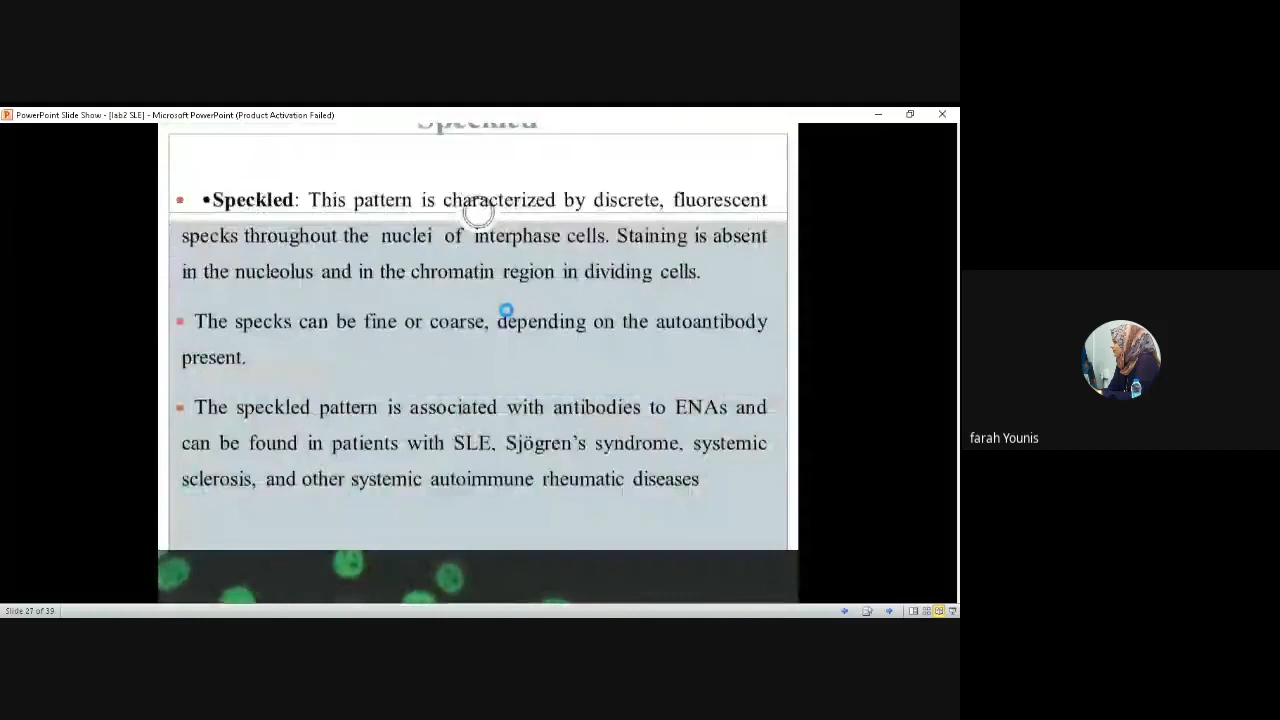 PowerPoint Slide Show - [lab2 SLE] - Microsoft PowerPoint (Product Activation Failed)
Speckled
•Speckled: This pattern is characterized by discrete, fluorescent
specks throughout the nuclei of interphase cells. Staining is absent
in the nucleolus and in the chromatin region in dividing cells.
The specks can be fine or coarse, depending on the autoantibody
present.
The speckled pattern is associated with antibodies to ENAs and
can be found in patients with SLE, Sjögren’s syndrome, systemic
sclerosis, and other systemic autoimmune rheumatic diseases
Slide 27 of 39
farah Younis